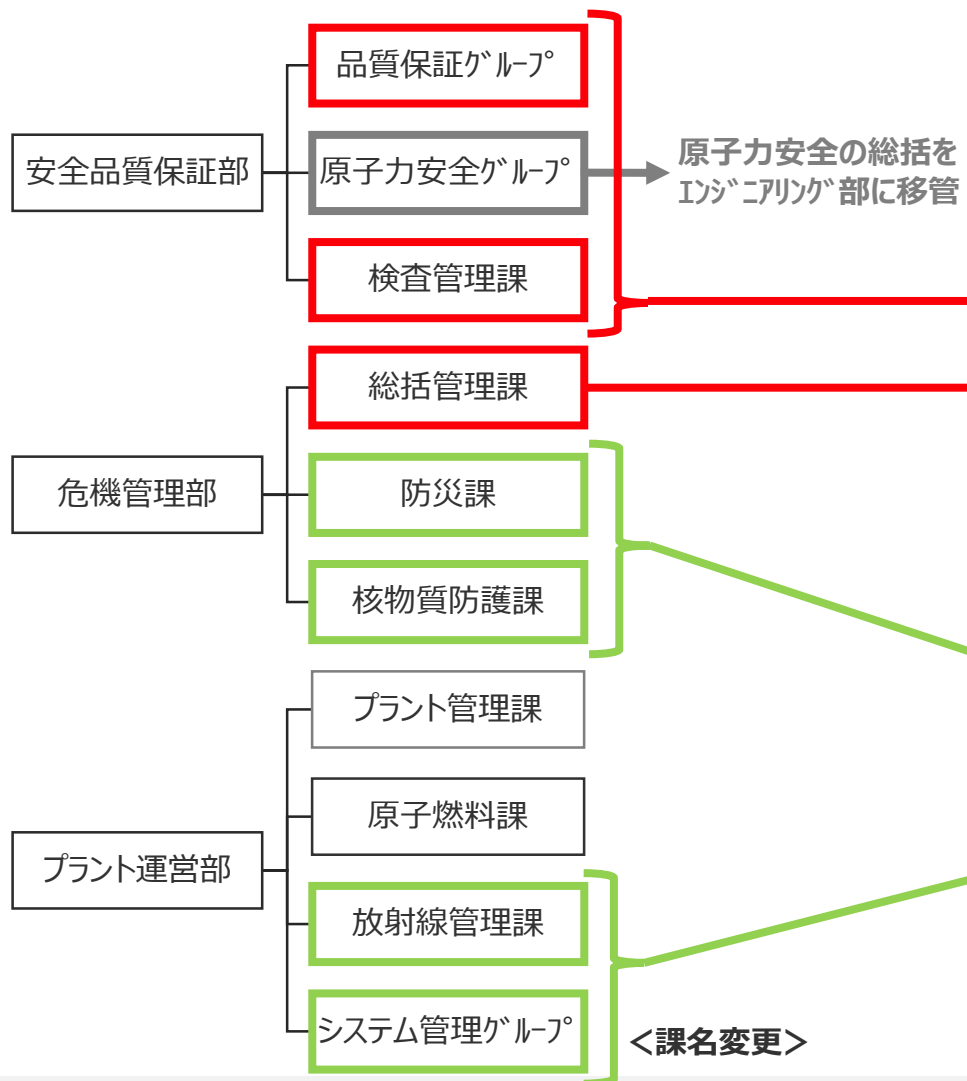 安全品質保証部
品質保証ｸﾞﾙｰﾌﾟ
原子力安全ｸﾞﾙｰﾌﾟ
原子力安全の総括を
ｴﾝｼﾞﾆｱﾘﾝｸﾞ部に移管
検査管理課
危機管理部
総括管理課
防災課
核物質防護課
プラント運営部
プラント管理課
原子燃料課
放射線管理課
システム管理ｸﾞﾙｰﾌﾟ
＜課名変更＞